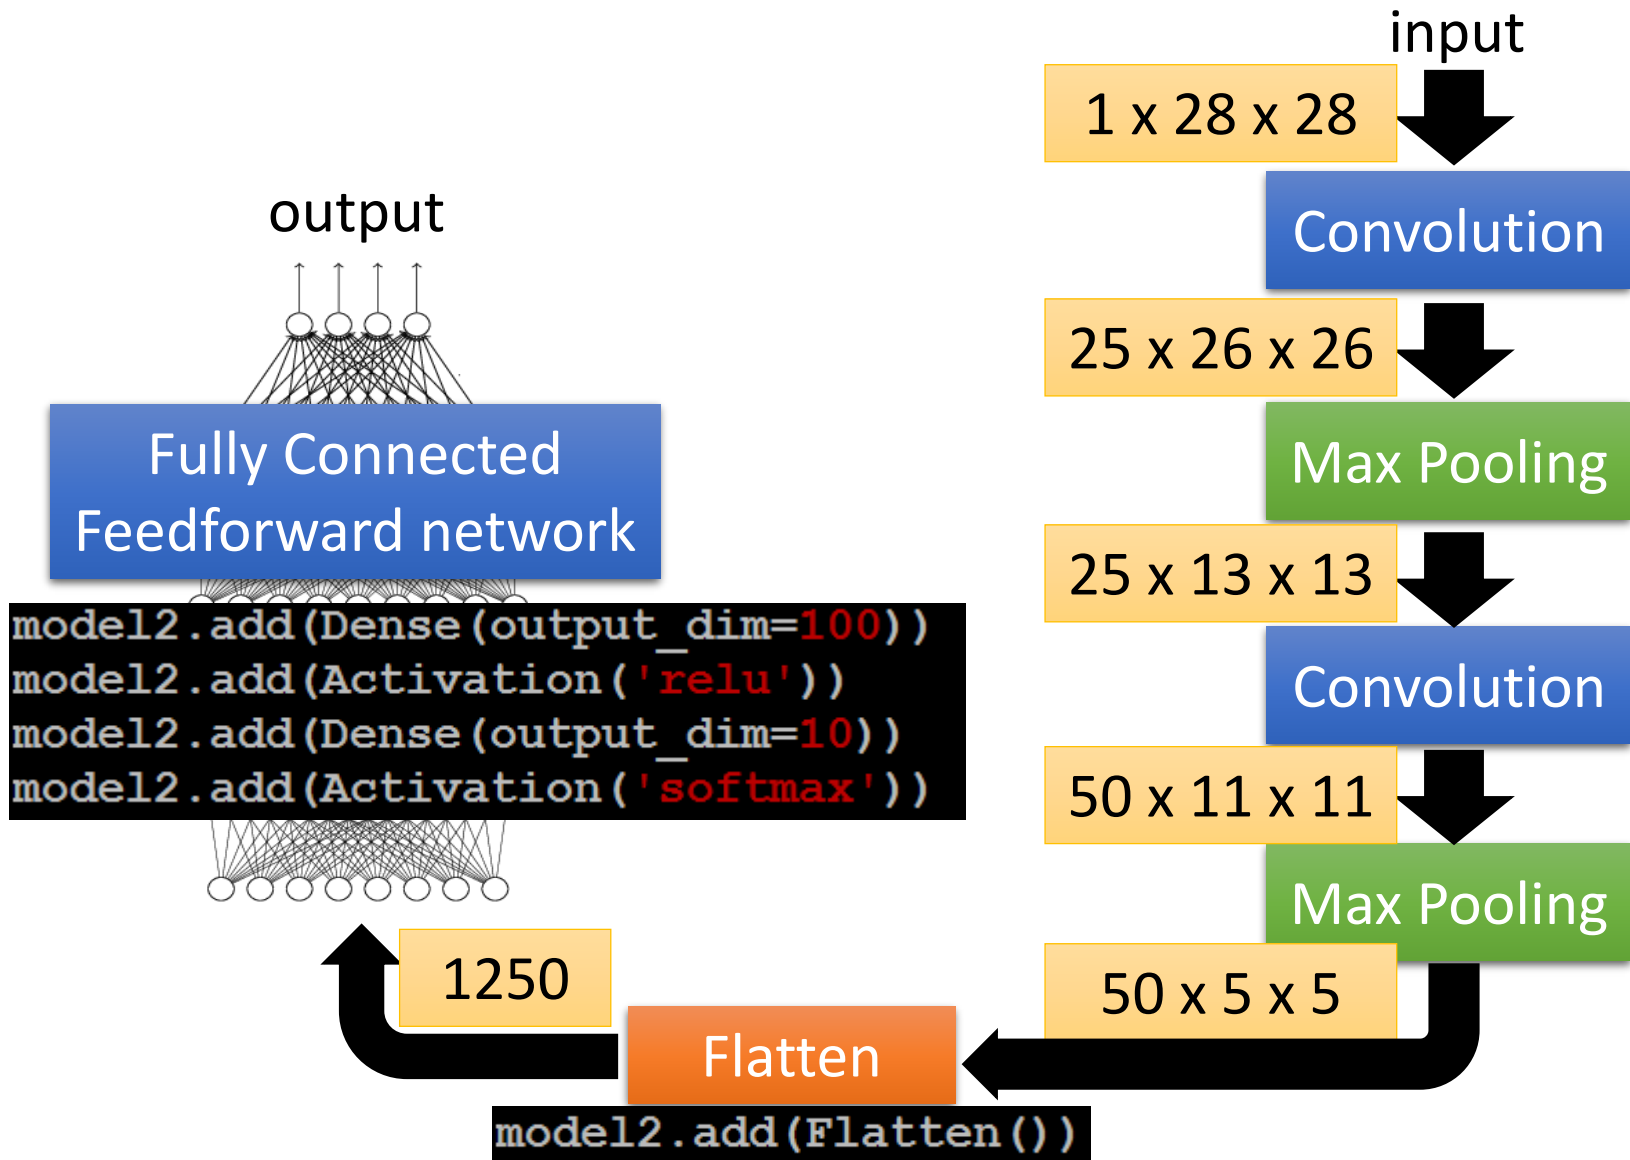 input
1 x 28 x 28
Convolution
25 x 26 x 26
Max Pooling
25 x 13 x 13
Convolution
50 x 11 x 11
Max Pooling
50 x 5 x 5
Flatten
model2.add(Flatten())
1250
output
Fully Connected
Feedforward network
model2.add(Dense(output_dim=100))
model2.add(Activation('relu'))
model2.add(Dense(output_dim=10))
model2.add(Activation('softmax'))